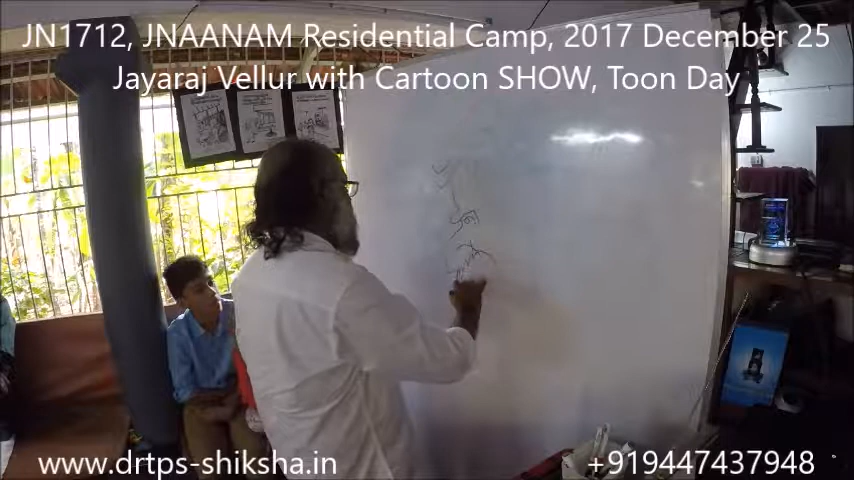 JN1712, JNAANAM Residential Camp, 2017 December 25
Jayaraj Vellur with Cartoon SHOW, Toon Day
www.drtps-shiksha.in
+919447437948